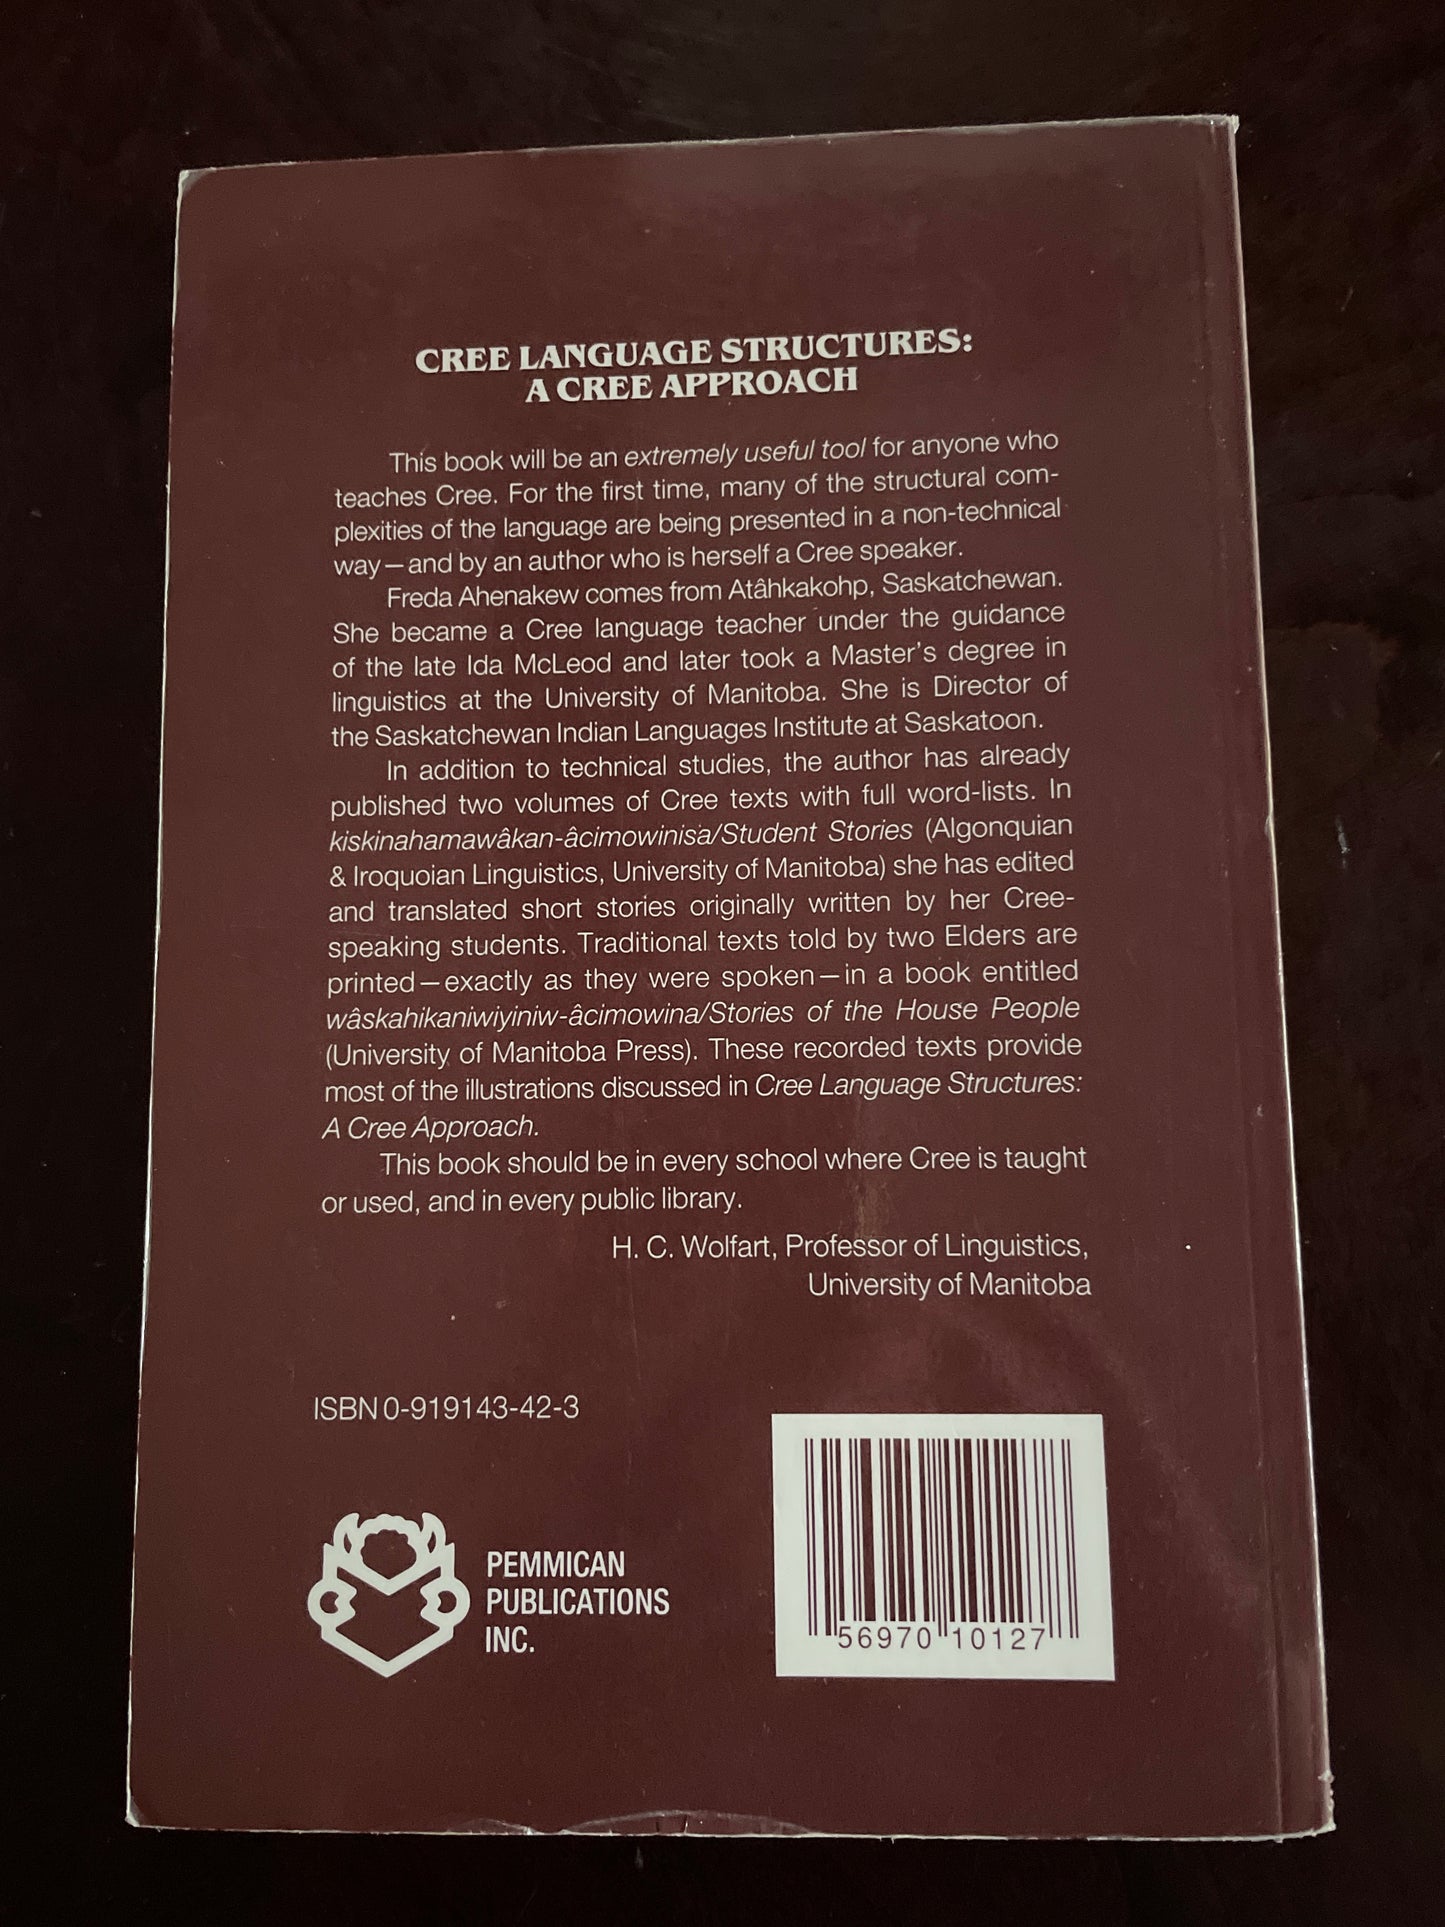 CREE LANGUAGE STRUCTURES:
A CREE APPROACH
This book will be an extremely useful tool for anyone who
teaches Cree. For the first time, many of the structural com-
plexities of the language are being presented in a non-technical
way—and by an author who is herself a Cree speaker.
Freda Ahenakew comes from Atâhkakohp, Saskatchewan.
She became a Cree language teacher under the guidance
of the late Ida McLeod and later took a Master's degree in
linguistics at the University of Manitoba. She is Director of
the Saskatchewan Indian Languages Institute at Saskatoon.
In addition to technical studies, the author has already
published two volumes of Cree texts with full word-lists. In
kiskinahamawâkan-âcimowinisa/Student Stories (Algonquian
& Iroquoian Linguistics, University of Manitoba) she has edited
and translated short stories originally written by her Cree-
speaking students. Traditional texts told by two Elders are
printed—exactly as they were spoken—in a book entitled
wâskahikaniwiyiniw-âcimowina/Stories of the House People
(University of Manitoba Press). These recorded texts provide
most of the illustrations discussed in Cree Language Structures:
A Cree Approach.
This book should be in every school where Cree is taught
or used, and in every public library.
H. C. Wolfart, Professor of Linguistics,
University of Manitoba
ISBN 0-919143-42-3
PEMMICAN
PUBLICATIONS
INC.
56970 10127